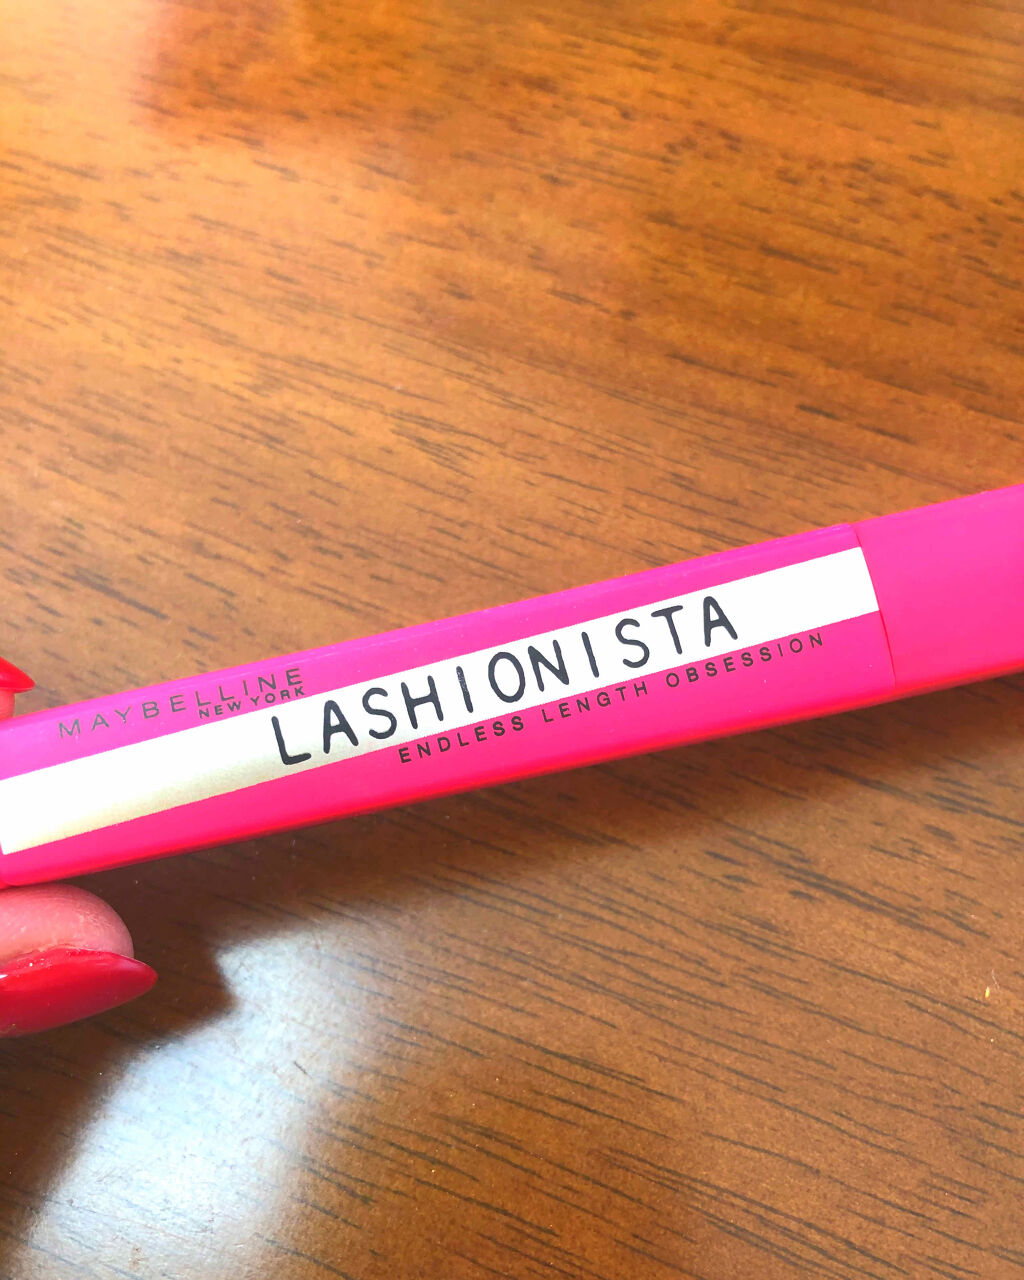 MAYBELLINE
NEW YORK
LASHIONISTA
ENDLESS LENGTH OBSESSION